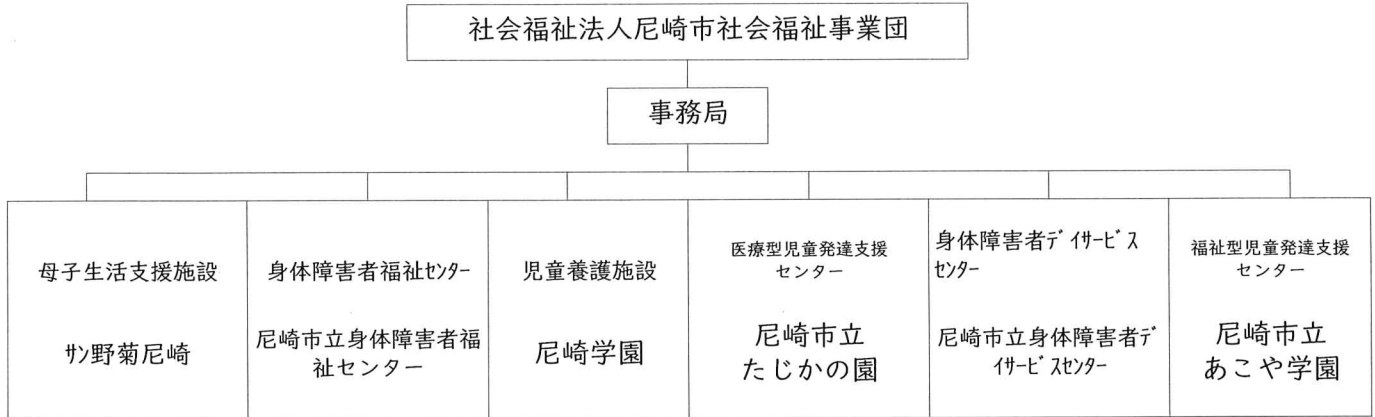 社会福祉法人尼崎市社会福祉事業団
事務局
母子生活支援施設
サン野菊尼崎
身体障害者福祉ｾﾝﾀｰ
尼崎市立身体障害者福
祉センター
児童養護施設
尼崎学園
医療型児童発達支援
センター
尼崎市立
たじかの園
身体障害者ﾃﾞｲｻｰﾋﾞｽ
ｾﾝﾀｰ
尼崎市立身体障害者ﾃﾞ
ｲｻｰﾋﾞｽｾﾝﾀｰ
福祉型児童発達支援
センター
尼崎市立
あこや学園